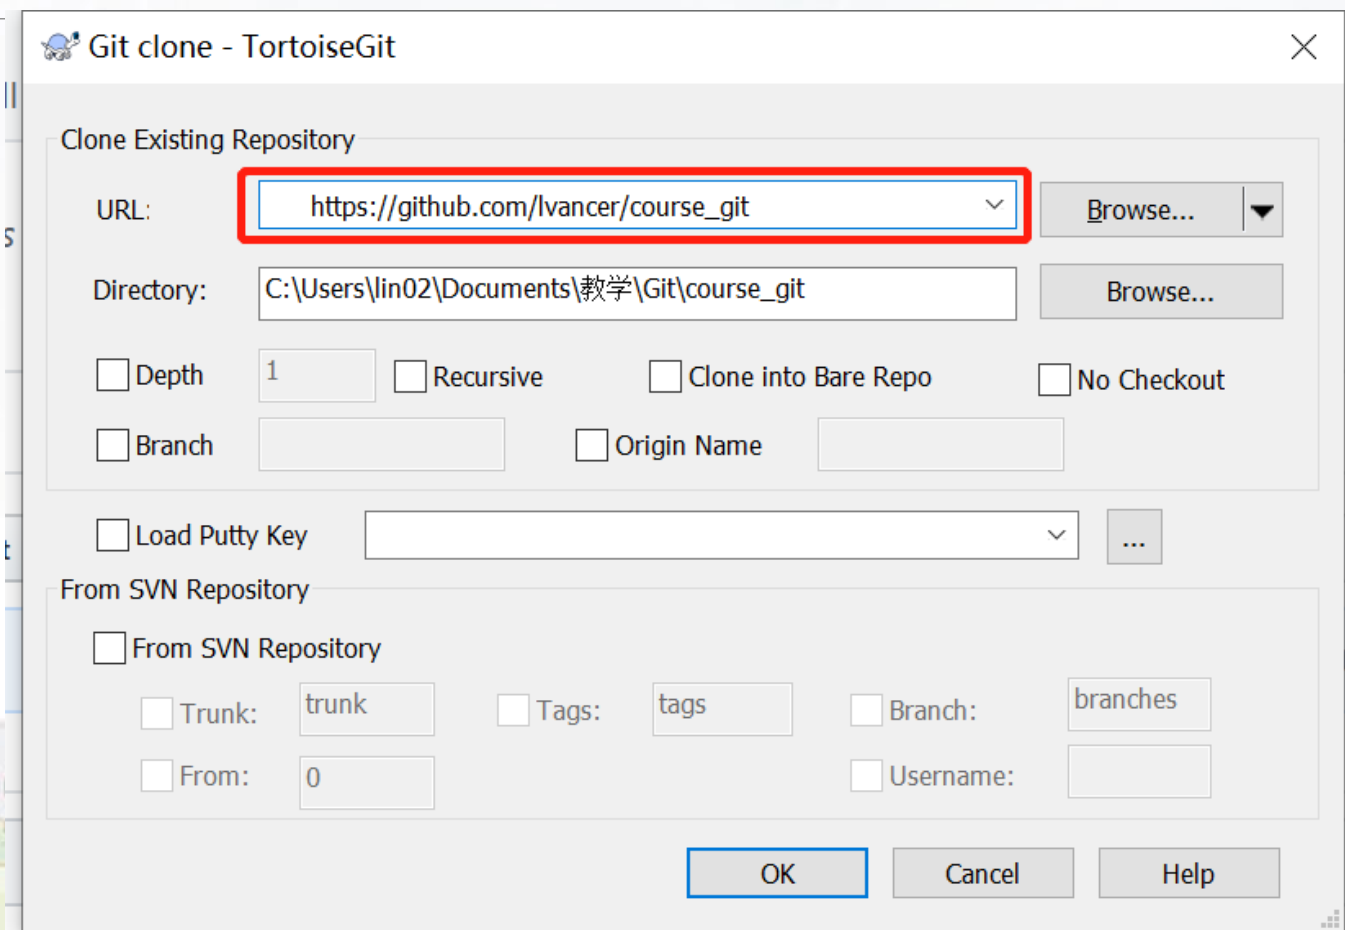 Git clone - TortoiseGit
Clone Existing Repository
URL: https://github.com/lvancer/course_git Browse...
Directory: C:\Users\lin02\Documents\教学\Git\course_git Browse...
Depth 1 Recursive Clone into Bare Repo No Checkout
Branch Origin Name
Load Putty Key ...
From SVN Repository
From SVN Repository
Trunk: trunk Tags: tags Branch: branches
From: 0 Username:
OK Cancel Help